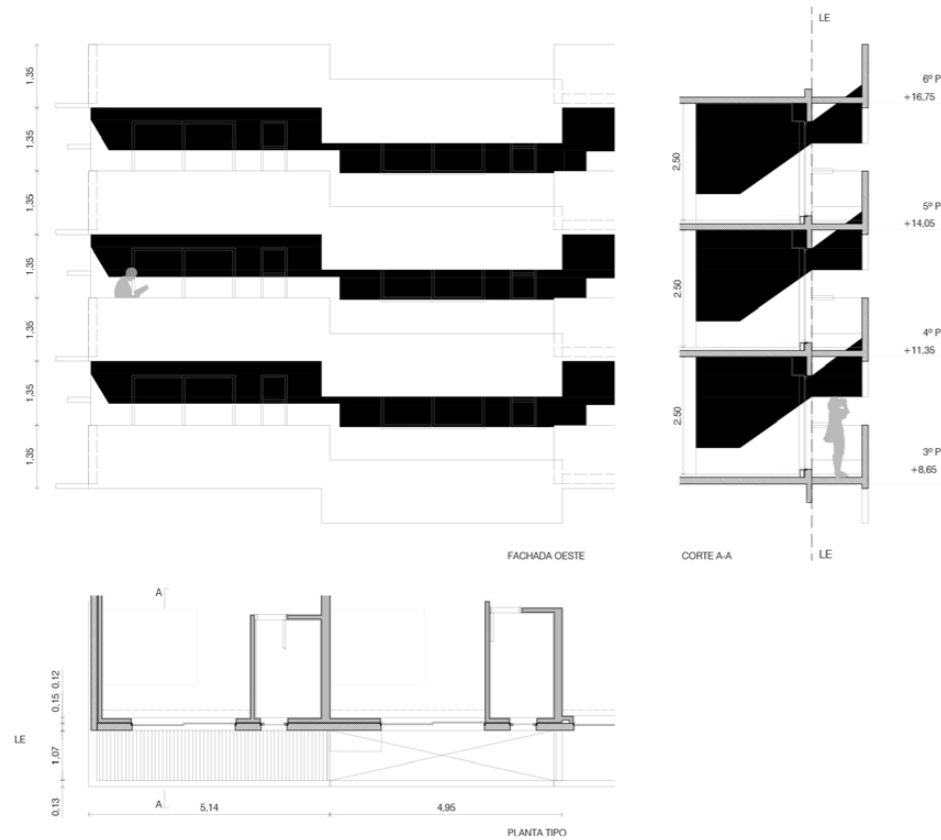 LE
1,35
1,35
1,35
1,35
1,35
1,35
1,35
6º P
+16,75
2.50
5º P
+14,05
2.50
4º P
+11,35
2.50
3º P
+8,65
LE
FACHADA OESTE
CORTE A-A
A
0,15 0,12
LE
1,07
0,13
A
5,14
4,95
PLANTA TIPO